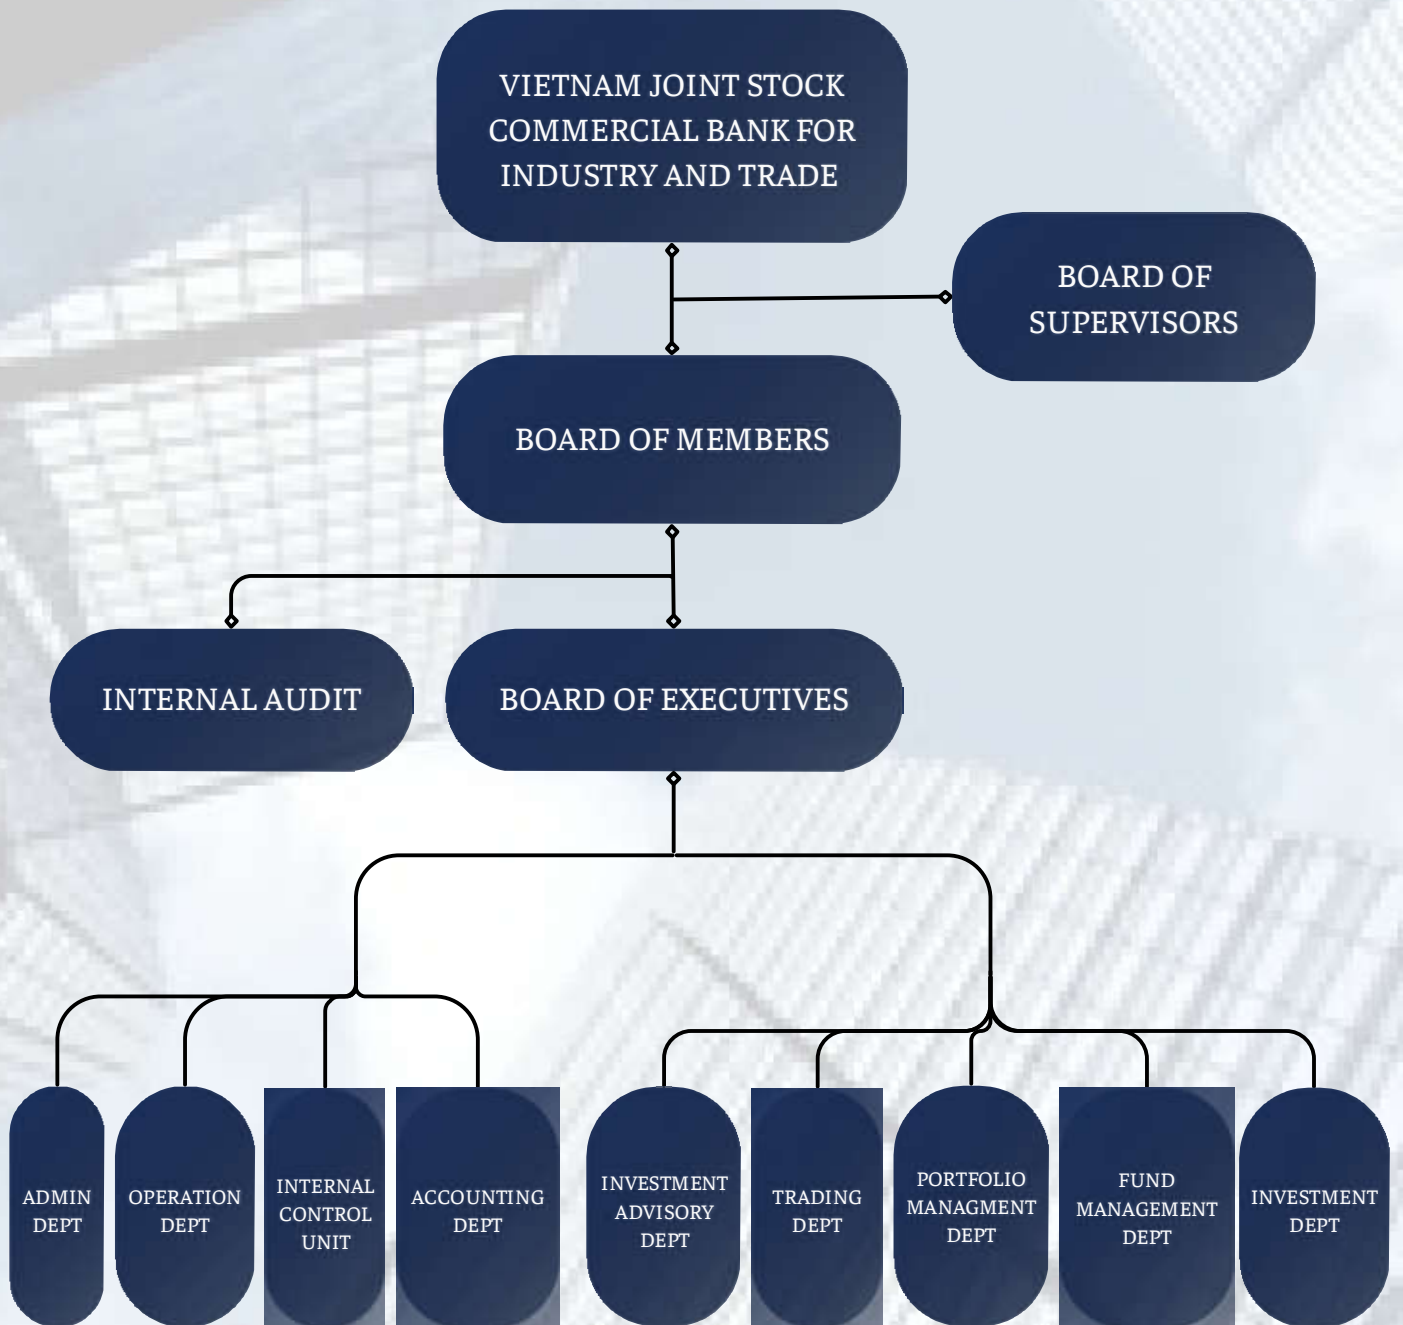 VIETNAM JOINT STOCK
COMMERCIAL BANK FOR
INDUSTRY AND TRADE
BOARD OF
SUPERVISORS
BOARD OF MEMBERS
INTERNAL AUDIT
BOARD OF EXECUTIVES
ADMIN
DEPT
OPERATION
DEPT
INTERNAL
CONTROL
UNIT
ACCOUNTING
DEPT
INVESTMENT
ADVISORY
DEPT
TRADING
DEPT
PORTFOLIO
MANAGMENT
DEPT
FUND
MANAGEMENT
DEPT
INVESTMENT
DEPT